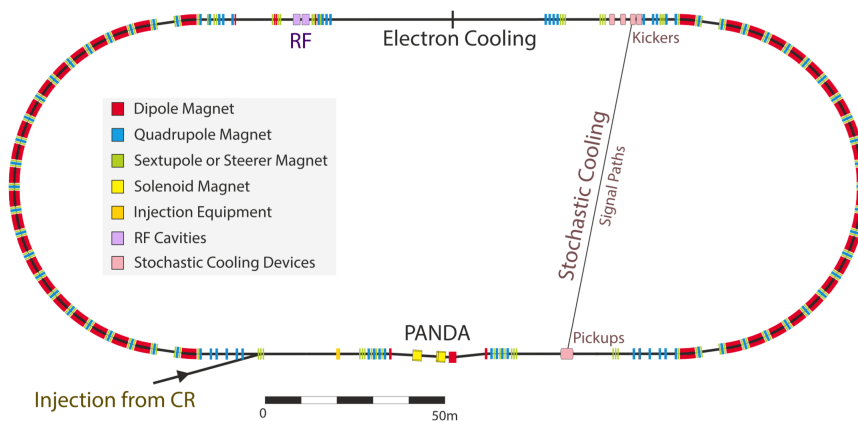 RF
Electron Cooling
Kickers
Dipole Magnet
Quadrupole Magnet
Sextupole or Steerer Magnet
Solenoid Magnet
Injection Equipment
RF Cavities
Stochastic Cooling Devices
Stochastic Cooling
Signal Paths
PANDA
Pickups
Injection from CR
0
50m